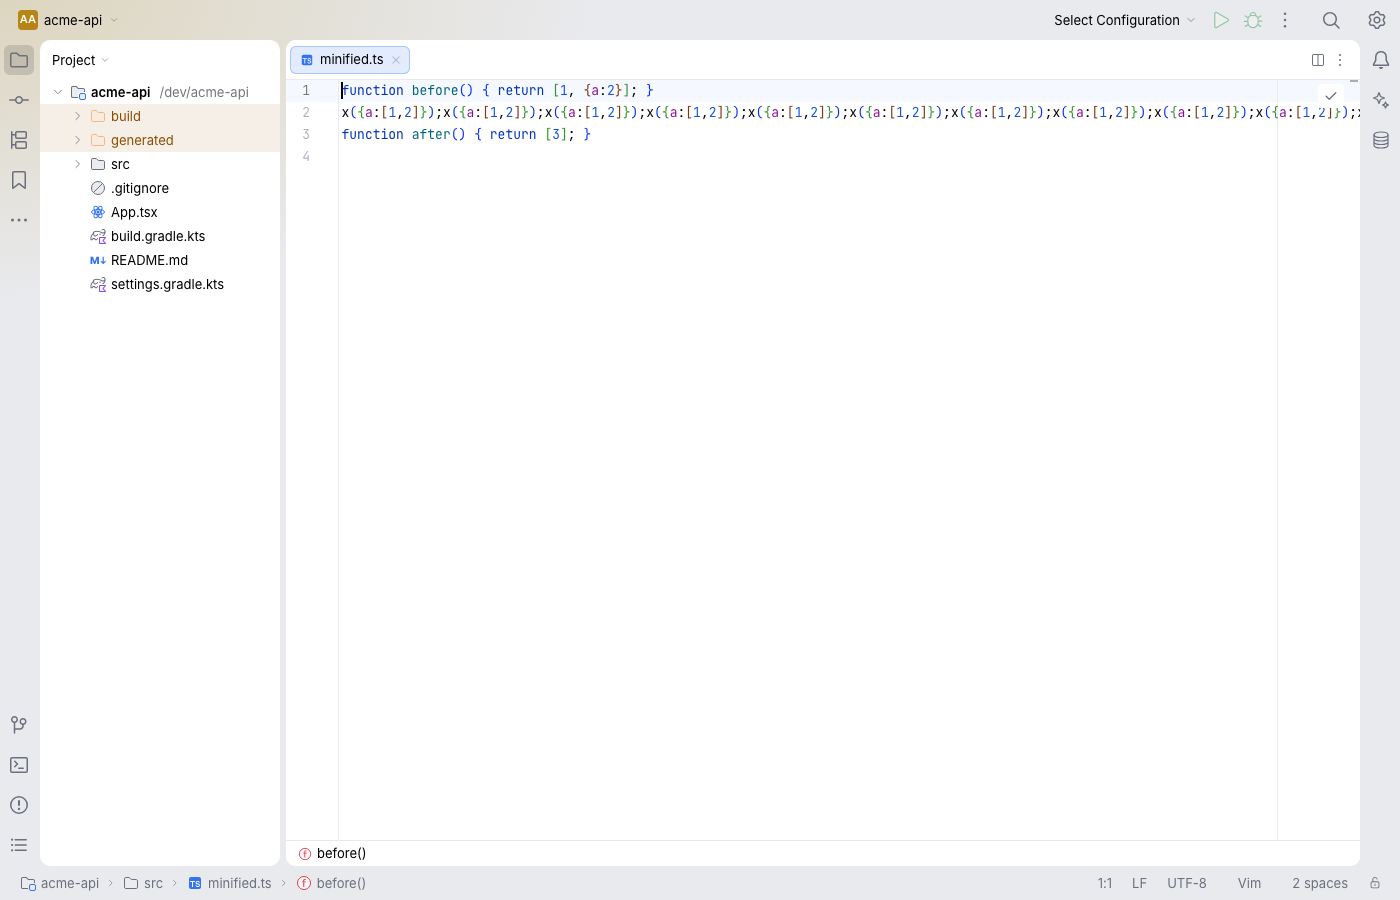 AA acme-api
Select Configuration
Project
minified.ts
acme-api /dev/acme-api
build
generated
src
.gitignore
App.tsx
build.gradle.kts
README.md
settings.gradle.kts
1 function before() { return [1, {a:2}]; }
2 x({a:[1,2]});x({a:[1,2]});x({a:[1,2]});x({a:[1,2]});x({a:[1,2]});x({a:[1,2]});x({a:[1,2]});x({a:[1,2]});x({a:[1,2]});x({a:[1,2]});x
3 function after() { return [3]; }
4
before()
acme-api
src
minified.ts
before()
1:1
LF
UTF-8
Vim
2 spaces